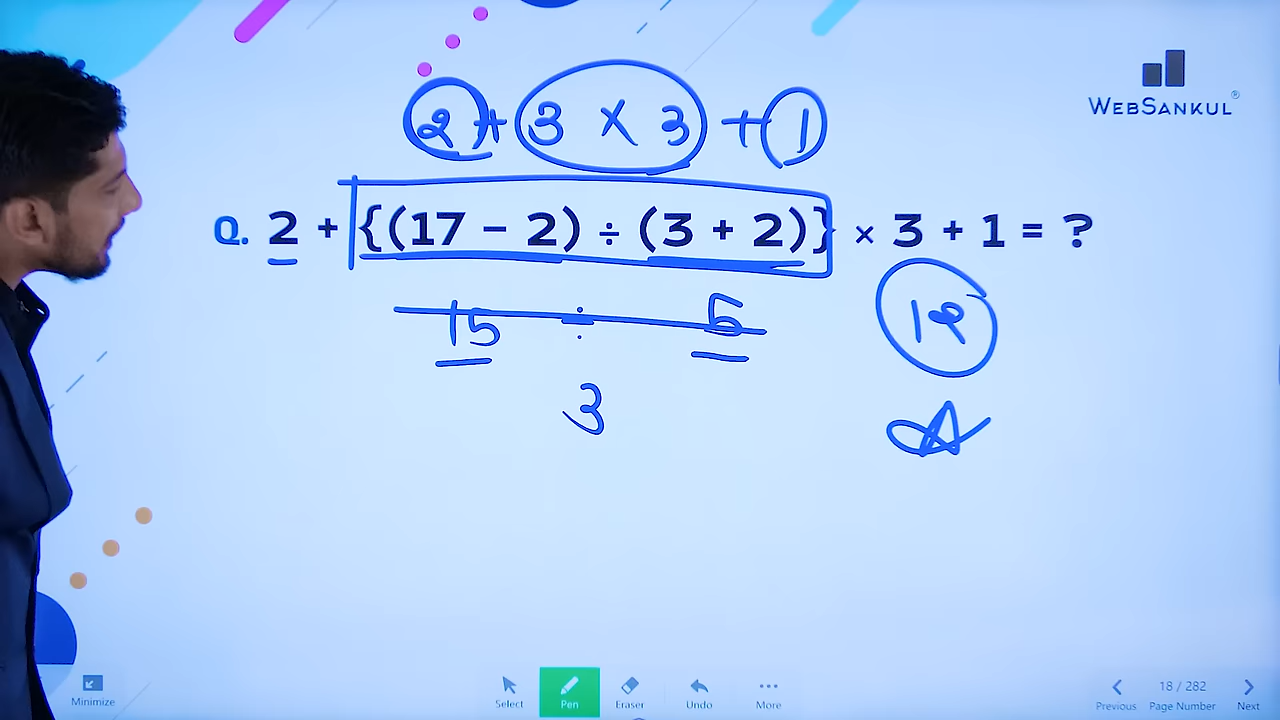 WEBSANKUL®
2 + 3 × 3 + 1
Q. 2 + {(17 − 2) ÷ (3 + 2)} × 3 + 1 = ?
15 ÷ 5
12
3
Minimize
Select
Pen
Eraser
Undo
More
Previous
18 / 282
Page Number
Next